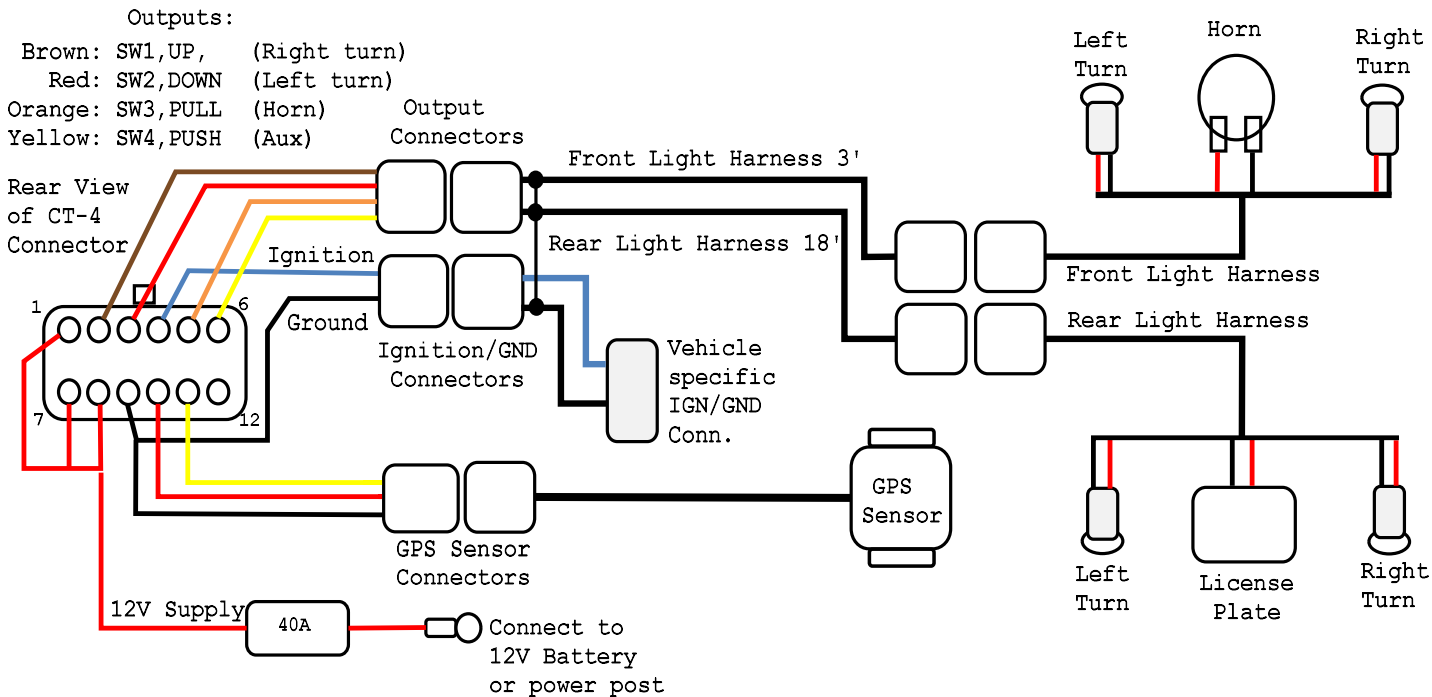 Outputs:
Brown: SW1,UP, (Right turn)
Red: SW2,DOWN (Left turn)
Orange: SW3,PULL (Horn)
Yellow: SW4,PUSH (Aux)
Output
Connectors
Rear View
of CT-4
Connector
Front Light Harness 3'
Rear Light Harness 18'
Left
Turn
Horn
Right
Turn
Ignition
Ground
1
6
7
12
Ignition/GND
Connectors
Vehicle
specific
IGN/GND
Conn.
Front Light Harness
Rear Light Harness
GPS
Sensor
GPS Sensor
Connectors
Left
Turn
License
Plate
Right
Turn
12V Supply
40A
Connect to
12V Battery
or power post